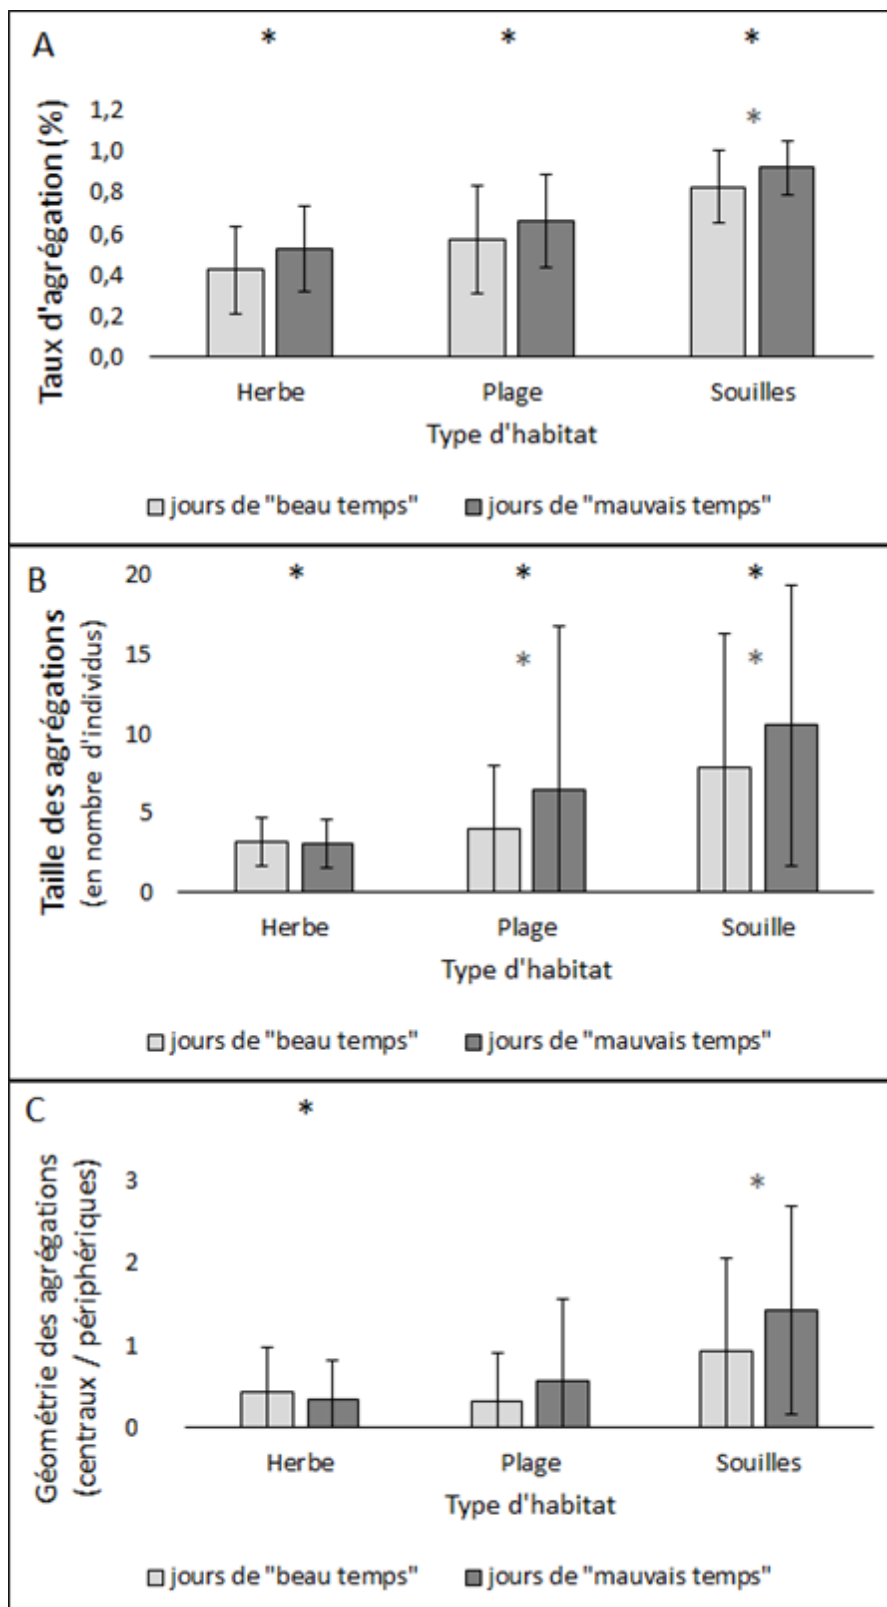 A
* * *
Taux d'agrégation (%)
1,2
1,0
*
0,8
0,6
0,4
0,2
0,0
Herbe Plage Souilles
Type d'habitat
jours de "beau temps" jours de "mauvais temps"
B
* * *
Taille des agrégations
(en nombre d'individus)
20
15
* *
10
5
0
Herbe Plage Souille
Type d'habitat
jours de "beau temps" jours de "mauvais temps"
C
*
Géométrie des agrégations
(centraux / périphériques)
3
*
2
1
0
Herbe Plage Souilles
Type d'habitat
jours de "beau temps" jours de "mauvais temps"